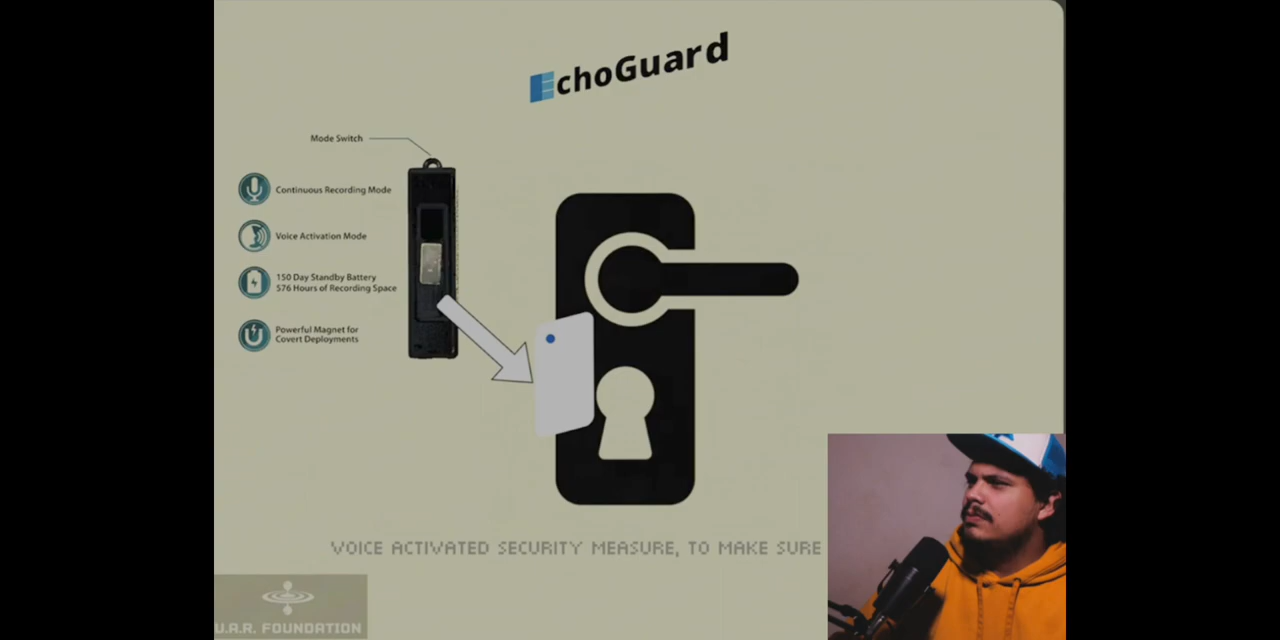 EchoGuard
Mode Switch
Continuous Recording Mode
Voice Activation Mode
150 Day Standby Battery
576 Hours of Recording Space
Powerful Magnet for
Covert Deployments
VOICE ACTIVATED SECURITY MEASURE, TO MAKE SURE
U.A.R. FOUNDATION